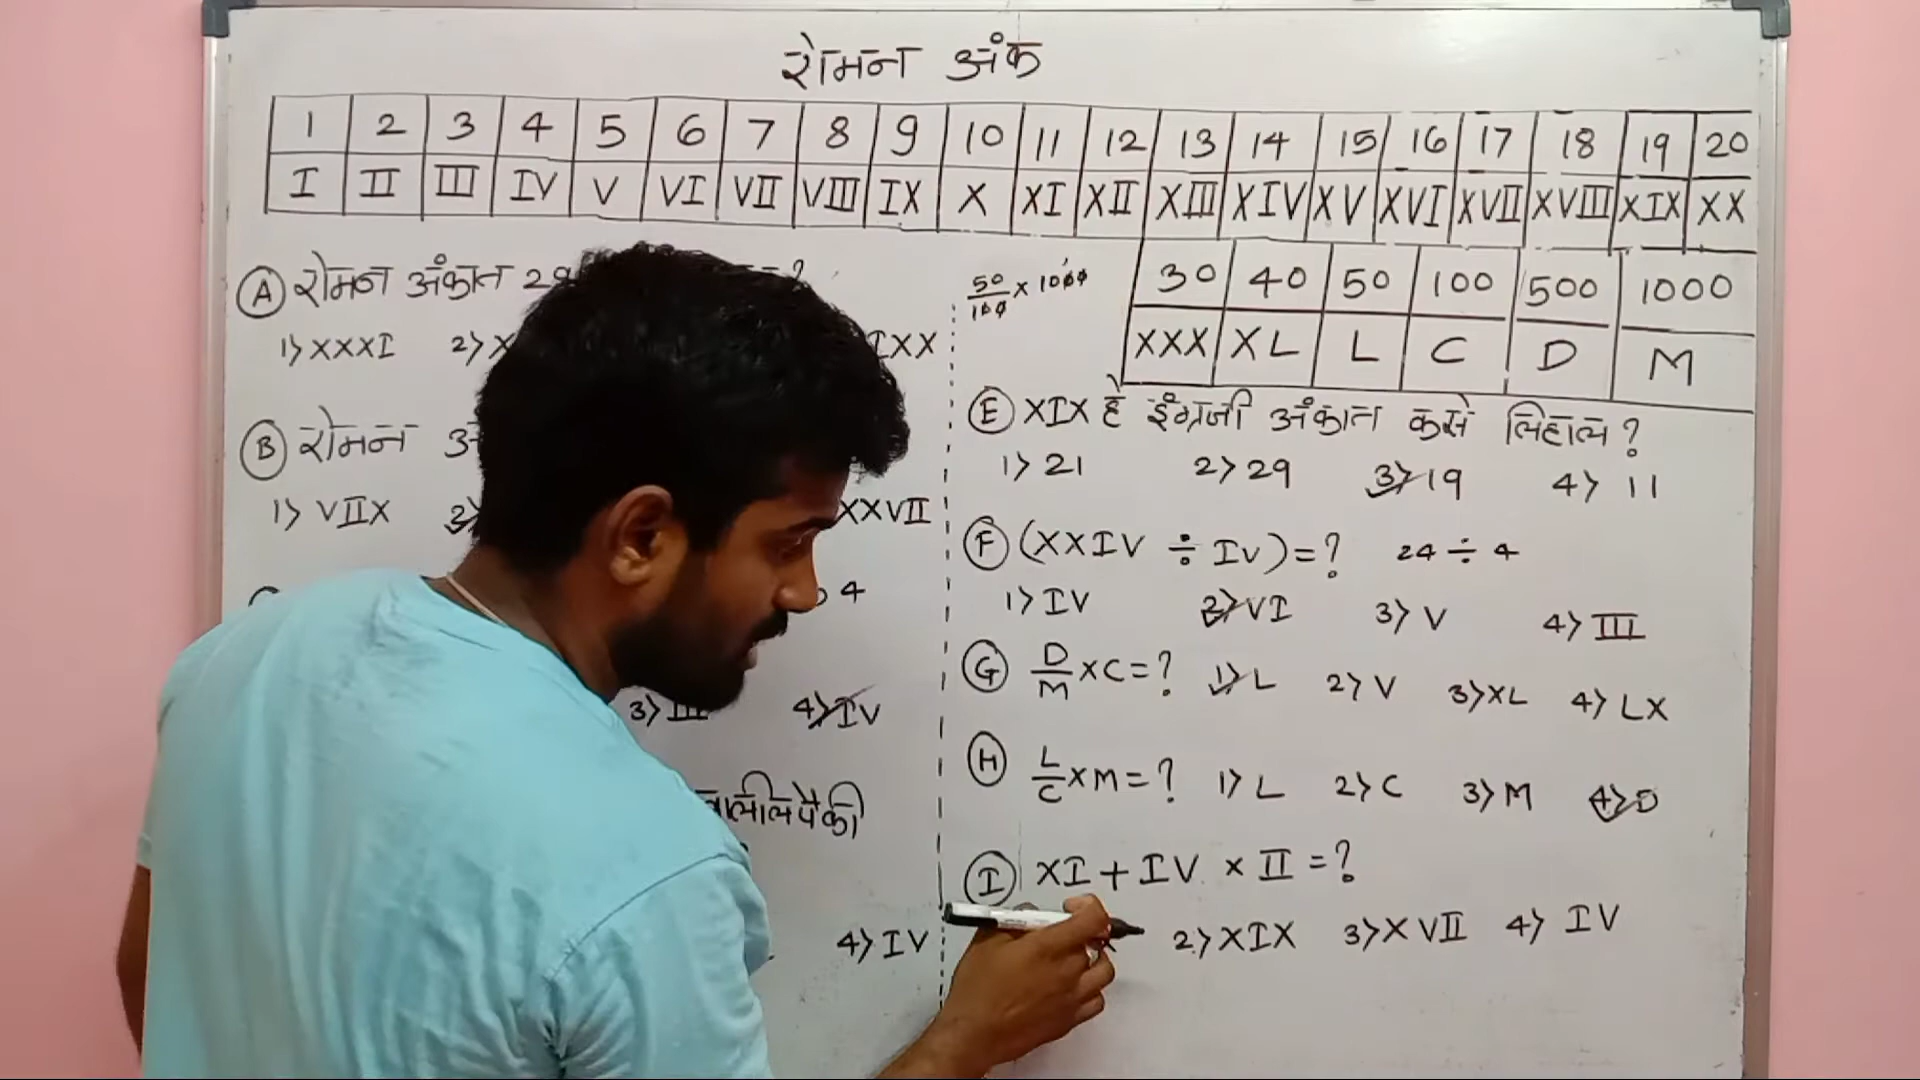 रोमन अंक
1 2 3 4 5 6 7 8 9 10 11 12 13 14 15 16 17 18 19 20
I II III IV V VI VII VIII IX X XI XII XIII XIV XV XVI XVII XVIII XIX XX
30 40 50 100 500 1000
XXX XL L C D M
50/100 × 1000
(A) रोमन अंकात ?
1) XXXI 2) X IXX
(B) रोमन
1) VIIX 2) XXVII
4
3) III 4) IV
खालीलपैकी
4) IV
(E) XIX हे इंग्रजी अंकात कसे लिहाल ?
1) 21 2) 29 3) 19 4) 11
(F) (XXIV ÷ IV) = ? 24 ÷ 4
1) IV 2) VI 3) V 4) III
(G) D/M × C = ? 1) L 2) V 3) XL 4) LX
(H) L/C × M = ? 1) L 2) C 3) M 4) D
(I) XI + IV × II = ?
2) XIX 3) XVII 4) IV